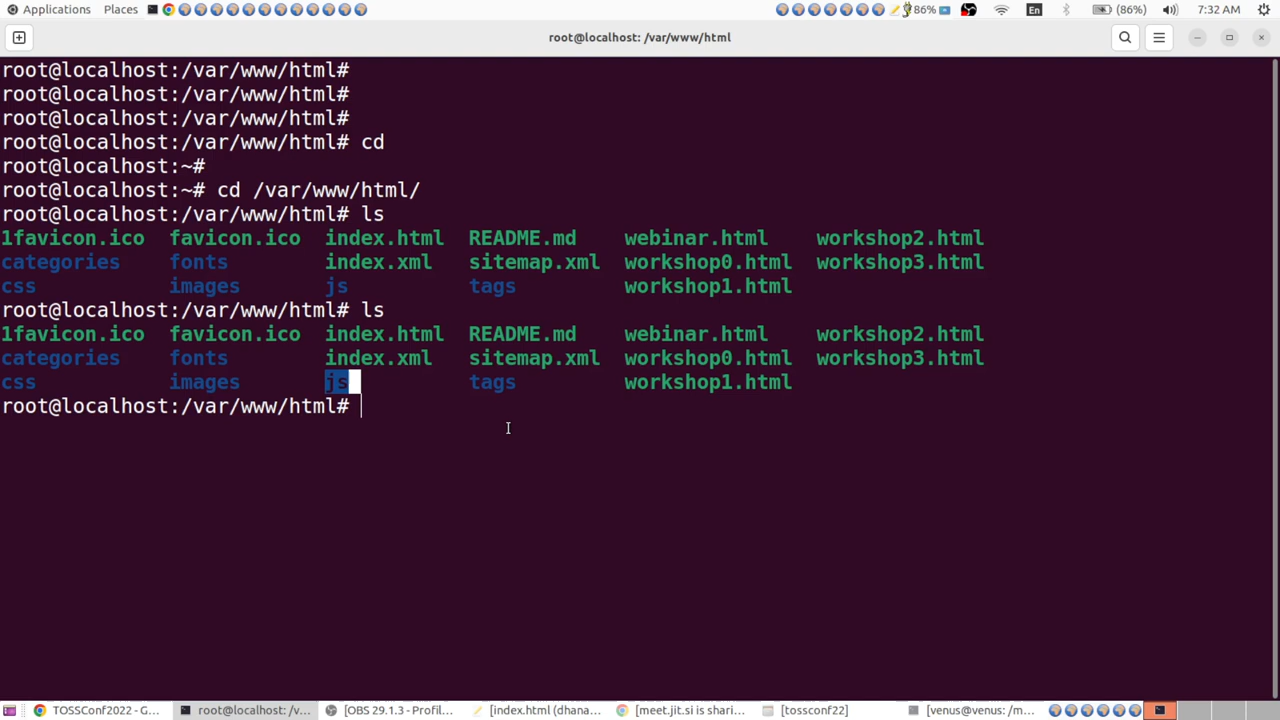 Applications Places 86% En (86%) 7:32 AM
root@localhost: /var/www/html
root@localhost:/var/www/html#
root@localhost:/var/www/html#
root@localhost:/var/www/html#
root@localhost:/var/www/html# cd
root@localhost:~#
root@localhost:~# cd /var/www/html/
root@localhost:/var/www/html# ls
1favicon.ico favicon.ico index.html README.md webinar.html workshop2.html
categories fonts index.xml sitemap.xml workshop0.html workshop3.html
css images js tags workshop1.html
root@localhost:/var/www/html# ls
1favicon.ico favicon.ico index.html README.md webinar.html workshop2.html
categories fonts index.xml sitemap.xml workshop0.html workshop3.html
css images js tags workshop1.html
root@localhost:/var/www/html#
TOSSConf2022 - G... root@localhost: /v... [OBS 29.1.3 - Profil... [index.html (dhana... [meet.jit.si is shari... [tossconf22] [venus@venus: /m...